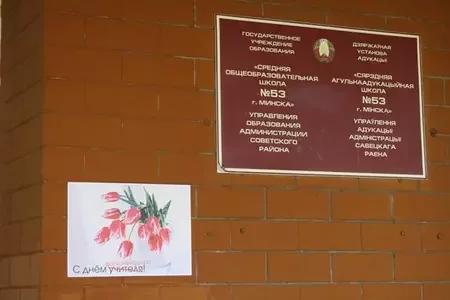 ГОСУДАРСТВЕННОЕ
УЧРЕЖДЕНИЕ
ОБРАЗОВАНИЯ
«СРЕДНЯЯ
ОБЩЕОБРАЗОВАТЕЛЬНАЯ
ШКОЛА
№53
г. МИНСКА»
УПРАВЛЕНИЯ
ОБРАЗОВАНИЯ
АДМИНИСТРАЦИИ
СОВЕТСКОГО
РАЙОНА
ДЗЯРЖАЎНАЯ
УСТАНОВА
АДУКАЦЫІ
«СЯРЭДНЯЯ
АГУЛЬНААДУКАЦЫЙНАЯ
ШКОЛА
№53
г. МІНСКА»
УПРАЎЛЕННЯ
АДУКАЦЫІ
АДМІНІСТРАЦЫІ
САВЕЦКАГА
РАЁНА
С днём учителя!